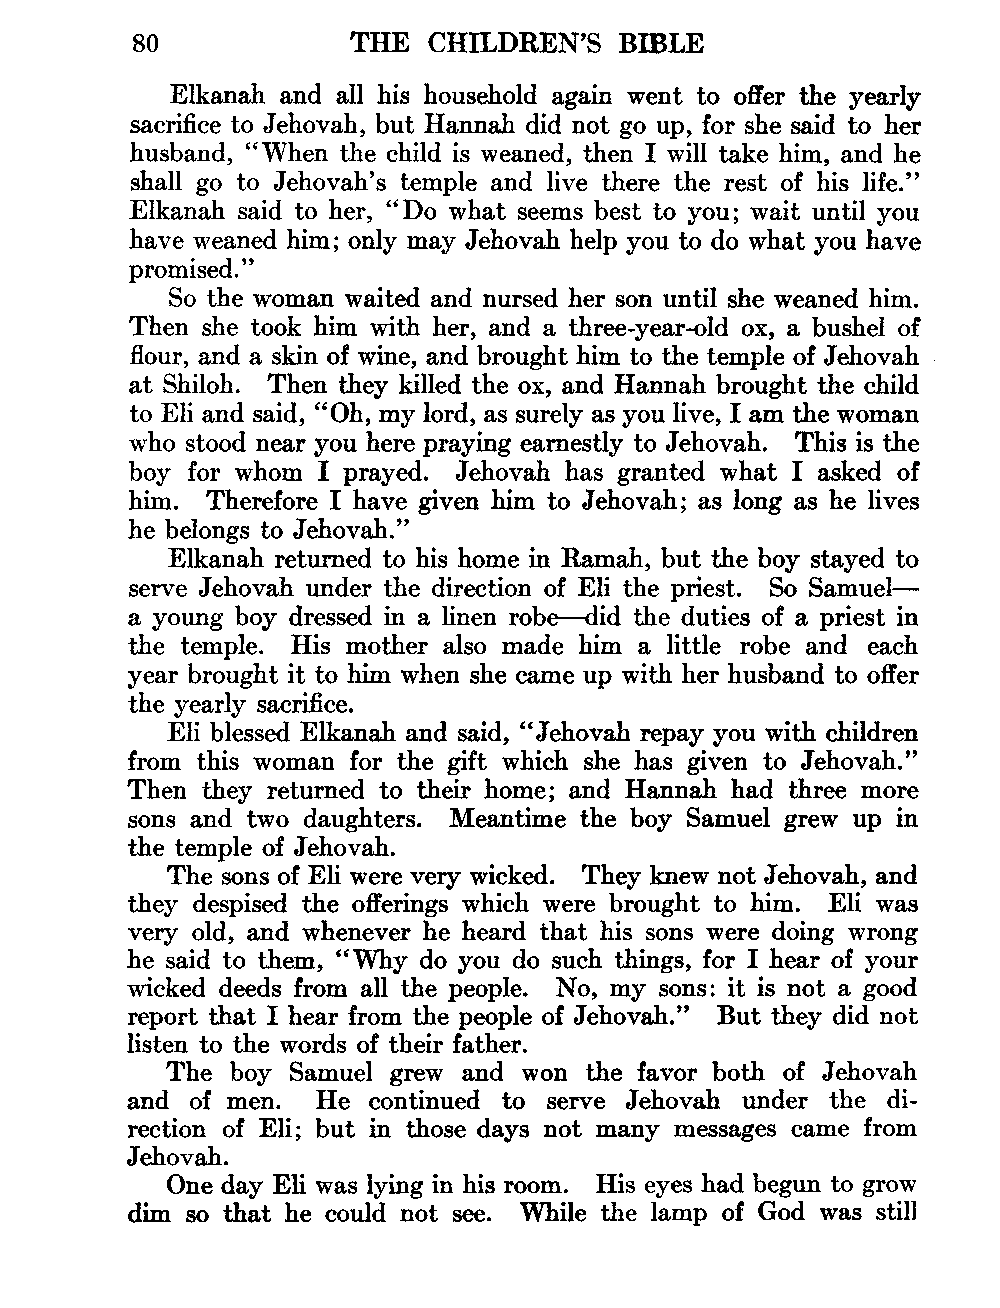 80 THE CHILDREN'S BIBLE
Elkanah and all his household again went to offer the yearly
sacrifice to Jehovah, but Hannah did not go up, for she said to her
husband, "When the child is weaned, then I will take him, and he
shall go to Jehovah's temple and live there the rest of his life."
Elkanah said to her, "Do what seems best to you; wait until you
have weaned him; only may Jehovah help you to do what you have
promised."
So the woman waited and nursed her son until she weaned him.
Then she took him with her, and a three-year-old ox, a bushel of
flour, and a skin of wine, and brought him to the temple of Jehovah
at Shiloh. Then they killed the ox, and Hannah brought the child
to Eli and said, "Oh, my lord, as surely as you live, I am the woman
who stood near you here praying earnestly to Jehovah. This is the
boy for whom I prayed. Jehovah has granted what I asked of
him. Therefore I have given him to Jehovah; as long as he lives
he belongs to Jehovah."
Elkanah returned to his home in Ramah, but the boy stayed to
serve Jehovah under the direction of Eli the priest. So Samuel—
a young boy dressed in a linen robe—did the duties of a priest in
the temple. His mother also made him a little robe and each
year brought it to him when she came up with her husband to offer
the yearly sacrifice.
Eli blessed Elkanah and said, "Jehovah repay you with children
from this woman for the gift which she has given to Jehovah."
Then they returned to their home; and Hannah had three more
sons and two daughters. Meantime the boy Samuel grew up in
the temple of Jehovah.
The sons of Eli were very wicked. They knew not Jehovah, and
they despised the offerings which were brought to him. Eli was
very old, and whenever he heard that his sons were doing wrong
he said to them, "Why do you do such things, for I hear of your
wicked deeds from all the people. No, my sons: it is not a good
report that I hear from the people of Jehovah." But they did not
listen to the words of their father.
The boy Samuel grew and won the favor both of Jehovah
and of men. He continued to serve Jehovah under the di-
rection of Eli; but in those days not many messages came from
Jehovah.
One day Eli was lying in his room. His eyes had begun to grow
dim so that he could not see. While the lamp of God was still